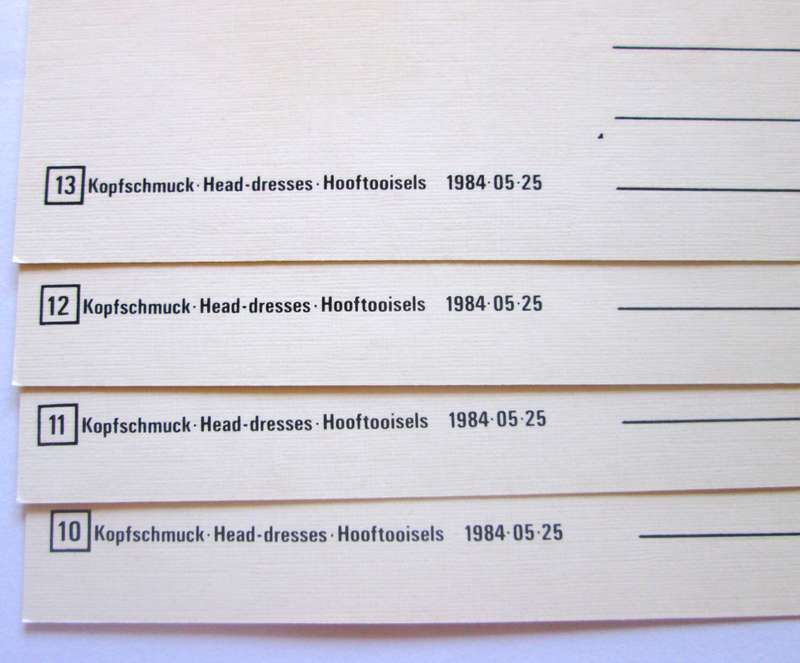 13 Kopfschmuck · Head-dresses · Hooftooisels 1984·05·25
12 Kopfschmuck · Head-dresses · Hooftooisels 1984·05·25
11 Kopfschmuck · Head-dresses · Hooftooisels 1984·05·25
10 Kopfschmuck · Head-dresses · Hooftooisels 1984·05·25